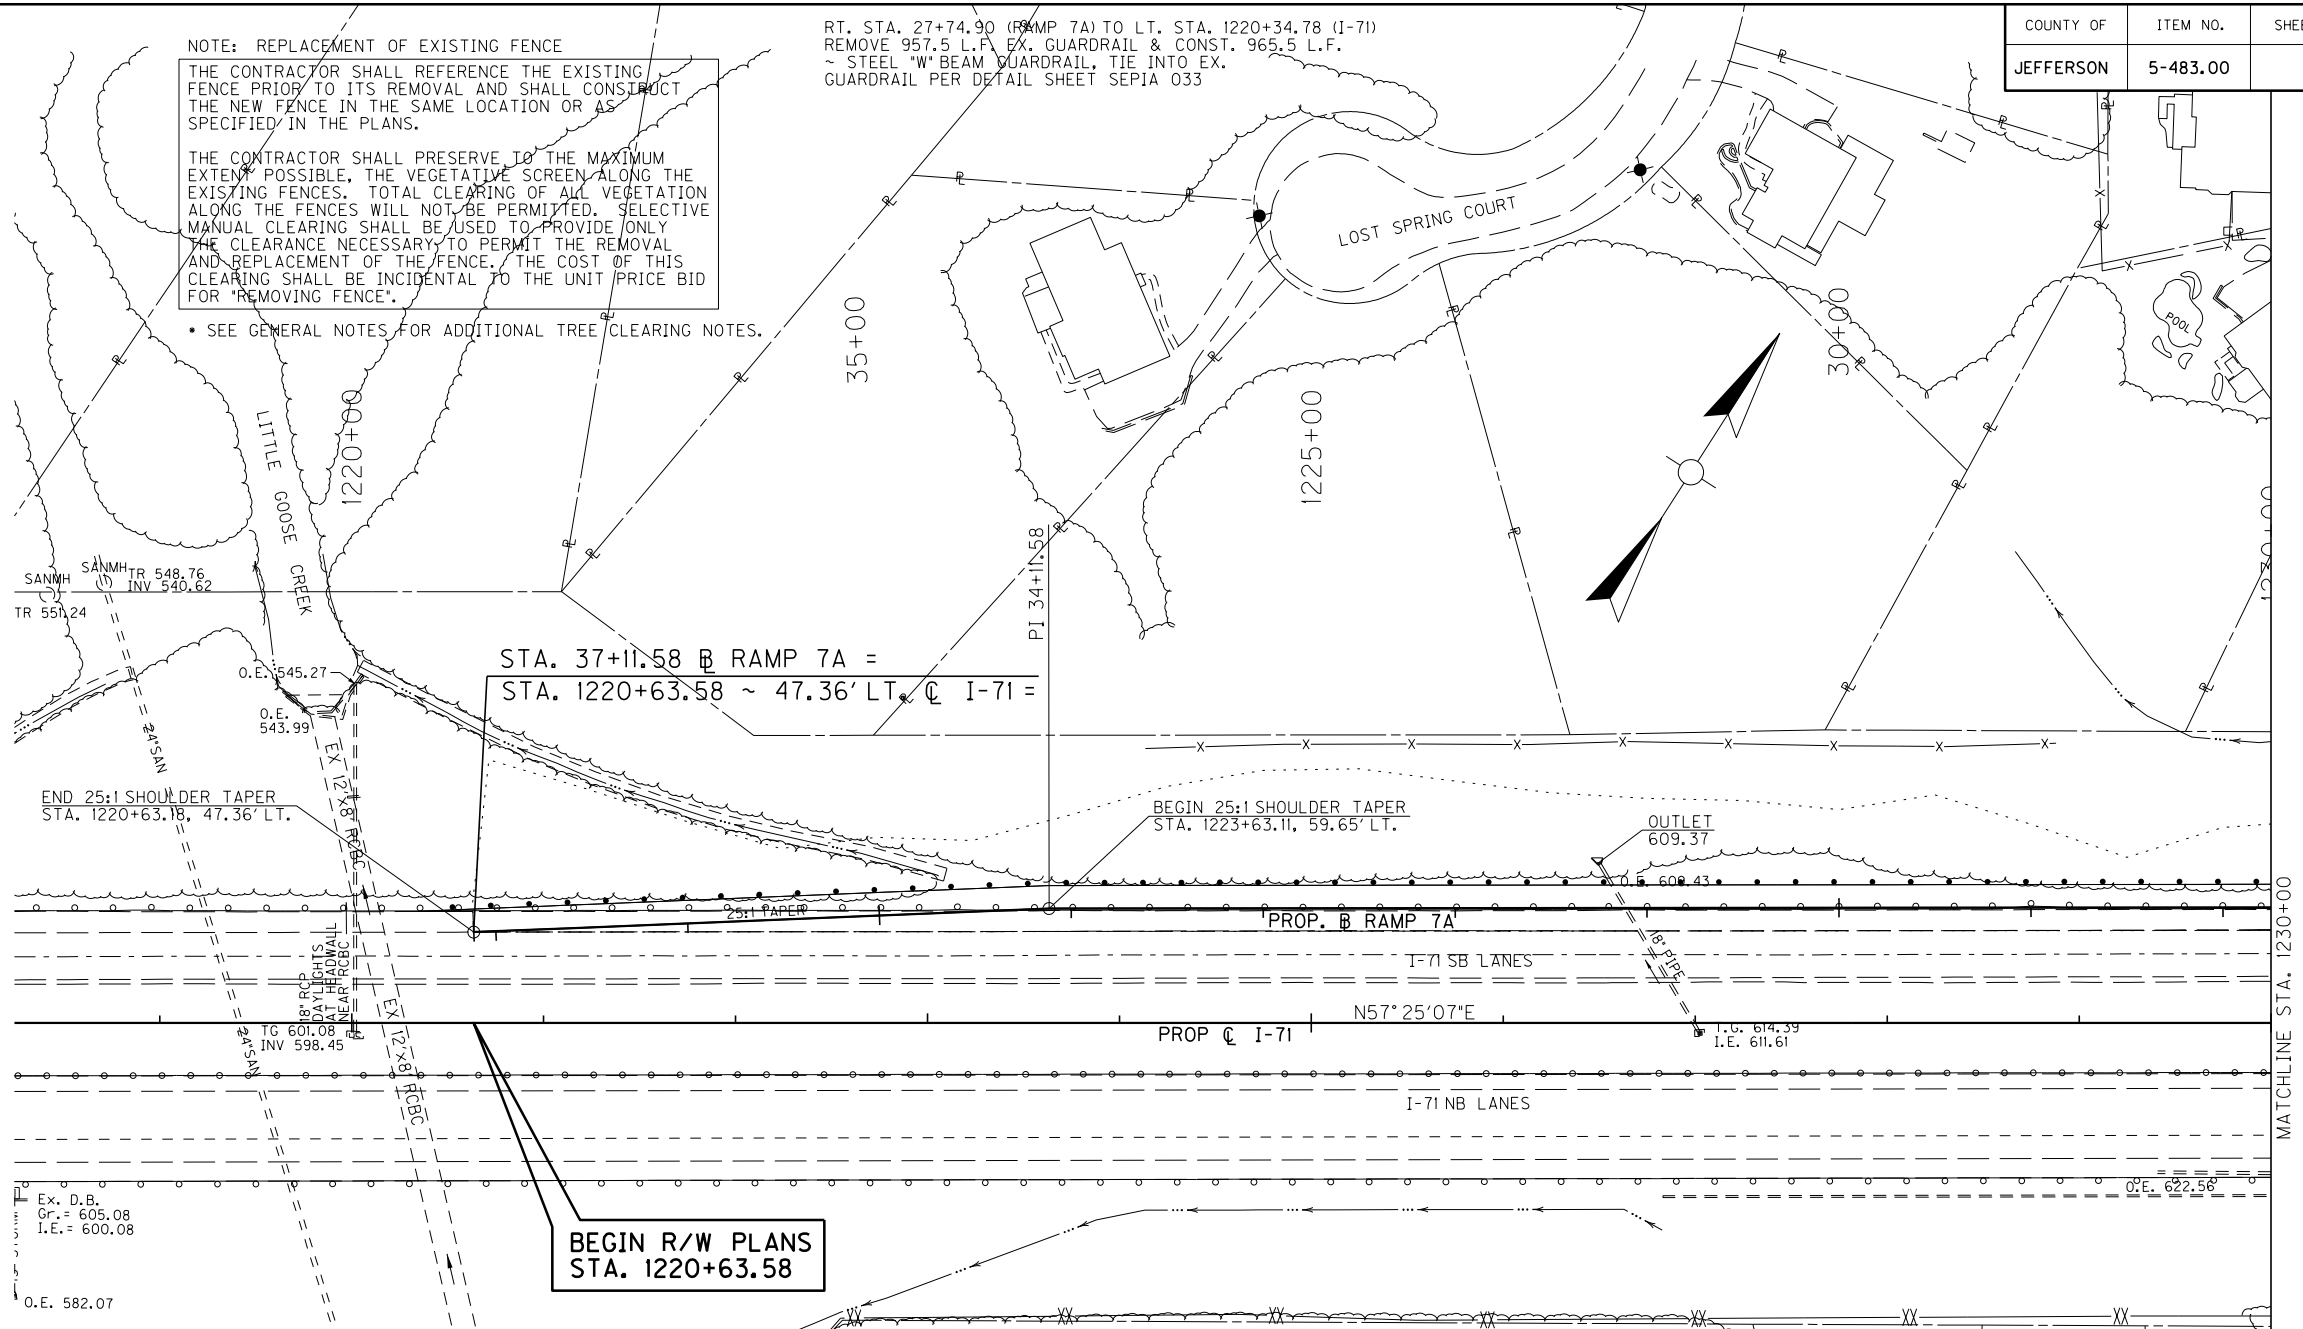 COUNTY OF
ITEM NO.
JEFFERSON
5-483.00
NOTE: REPLACEMENT OF EXISTING FENCE
THE CONTRACTOR SHALL REFERENCE THE EXISTING
FENCE PRIOR TO ITS REMOVAL AND SHALL CONSTRUCT
THE NEW FENCE IN THE SAME LOCATION OR AS
SPECIFIED IN THE PLANS.
THE CONTRACTOR SHALL PRESERVE TO THE MAXIMUM
EXTENT POSSIBLE, THE VEGETATIVE SCREEN ALONG THE
EXISTING FENCES. TOTAL CLEARING OF ALL VEGETATION
ALONG THE FENCES WILL NOT BE PERMITTED. SELECTIVE
MANUAL CLEARING SHALL BE USED TO PROVIDE ONLY
THE CLEARANCE NECESSARY TO PERMIT THE REMOVAL
AND REPLACEMENT OF THE FENCE. THE COST OF THIS
CLEARING SHALL BE INCIDENTAL TO THE UNIT PRICE BID
FOR "REMOVING FENCE".
* SEE GENERAL NOTES FOR ADDITIONAL TREE CLEARING NOTES.
RT. STA. 27+74.90 (RAMP 7A) TO LT. STA. 1220+34.78 (I-71)
REMOVE 957.5 L.F. EX. GUARDRAIL & CONST. 965.5 L.F.
~ STEEL "W" BEAM GUARDRAIL, TIE INTO EX.
GUARDRAIL PER DETAIL SHEET SEPIA 033
LOST SPRING COURT
POOL
35+00
30+00
1220+00
1225+00
LITTLE GOOSE CREEK
PI 34+11.58
SANMH
TR 551.24
SANMH
TR 548.76
INV 540.62
O.E. 545.27
O.E.
543.99
24"SAN
EX 12'x8' RCBC
STA. 37+11.58 ℄ RAMP 7A =
STA. 1220+63.58 ~ 47.36' LT. ℄ I-71 =
END 25:1 SHOULDER TAPER
STA. 1220+63.18, 47.36' LT.
BEGIN 25:1 SHOULDER TAPER
STA. 1223+63.11, 59.65' LT.
OUTLET
609.37
25:1 TAPER
PROP. ℄ RAMP 7A
I-71 SB LANES
18" PIPE
18" RCP
DAYLIGHTS
AT HEADWALL
NEAR RCBC
TG 601.08
INV 598.45
24"SAN
EX 12'x8' RCBC
N57°25'07"E
PROP ℄ I-71
T.G. 614.39
I.E. 611.61
I-71 NB LANES
MATCHLINE STA. 1230+00
O.E. 622.56
Ex. D.B.
Gr.= 605.08
I.E.= 600.08
O.E. 582.07
BEGIN R/W PLANS
STA. 1220+63.58